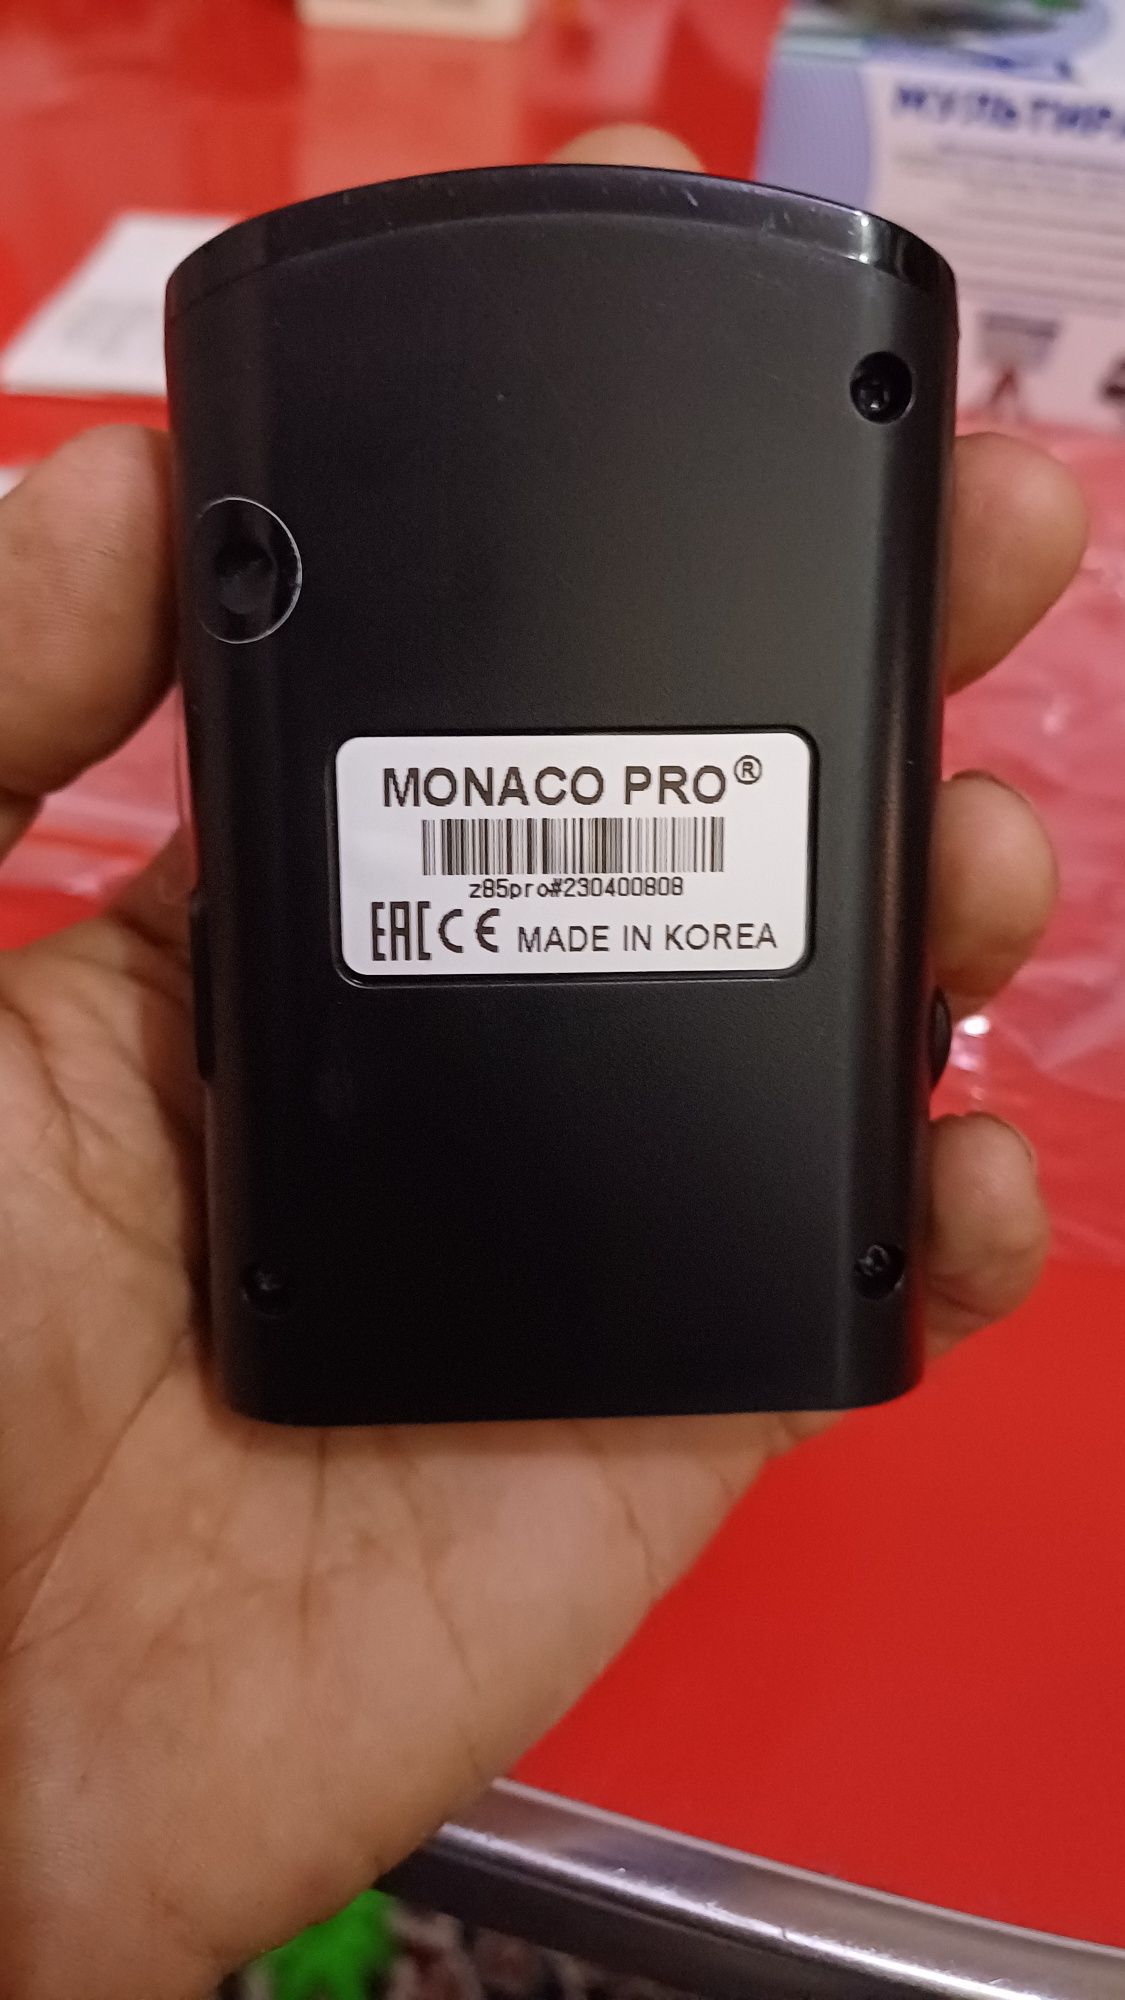 MONACO PRO®
z85pro#230400808
EAC CE MADE IN KOREA